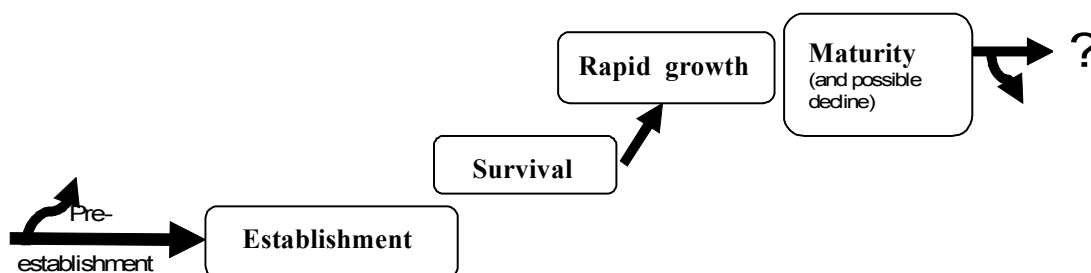 Pre-
establishment
Establishment
Survival
Rapid growth
Maturity
(and possible
decline)
?